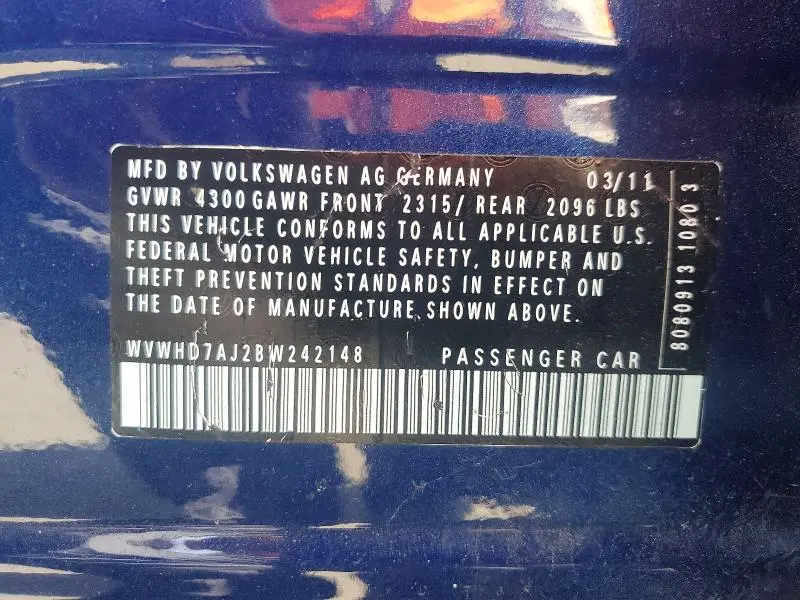 MFD BY VOLKSWAGEN AG GERMANY 03/11
GVWR 4300 GAWR FRONT 2315/ REAR 2096 LBS
THIS VEHICLE CONFORMS TO ALL APPLICABLE U.S.
FEDERAL MOTOR VEHICLE SAFETY, BUMPER AND
THEFT PREVENTION STANDARDS IN EFFECT ON
THE DATE OF MANUFACTURE SHOWN ABOVE.
WVWHD7AJ2BW242148 PASSENGER CAR
8080913 10803